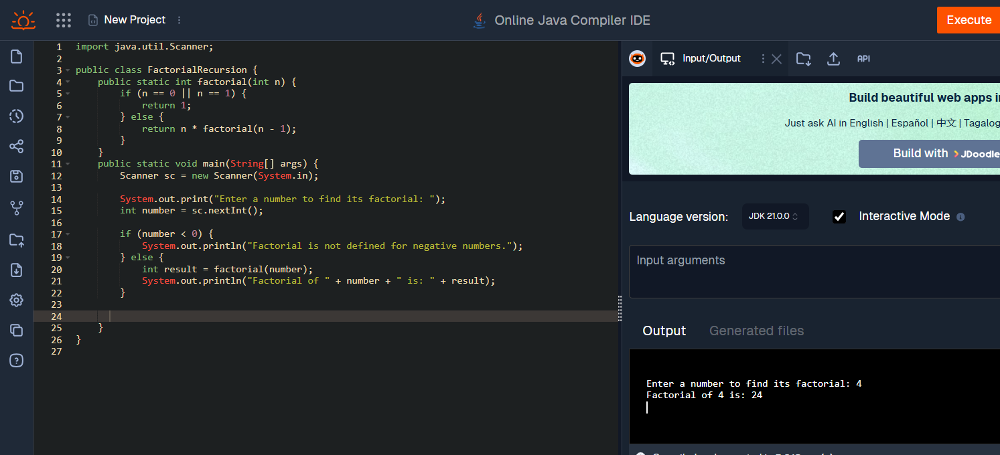 New Project
Online Java Compiler IDE
Execute
1 import java.util.Scanner;
2
3 public class FactorialRecursion {
4     public static int factorial(int n) {
5         if (n == 0 || n == 1) {
6             return 1;
7         } else {
8             return n * factorial(n - 1);
9         }
10     }
11     public static void main(String[] args) {
12         Scanner sc = new Scanner(System.in);
13
14         System.out.print("Enter a number to find its factorial: ");
15         int number = sc.nextInt();
16
17         if (number < 0) {
18             System.out.println("Factorial is not defined for negative numbers.");
19         } else {
20             int result = factorial(number);
21             System.out.println("Factorial of " + number + " is: " + result);
22         }
23
24
25     }
26 }
27
Input/Output
API
Build beautiful web apps
Just ask AI in English | Español | 中文 | Tagalog
Build with JDoodle
Language version:
JDK 21.0.0
Interactive Mode
Input arguments
Output
Generated files
Enter a number to find its factorial: 4
Factorial of 4 is: 24